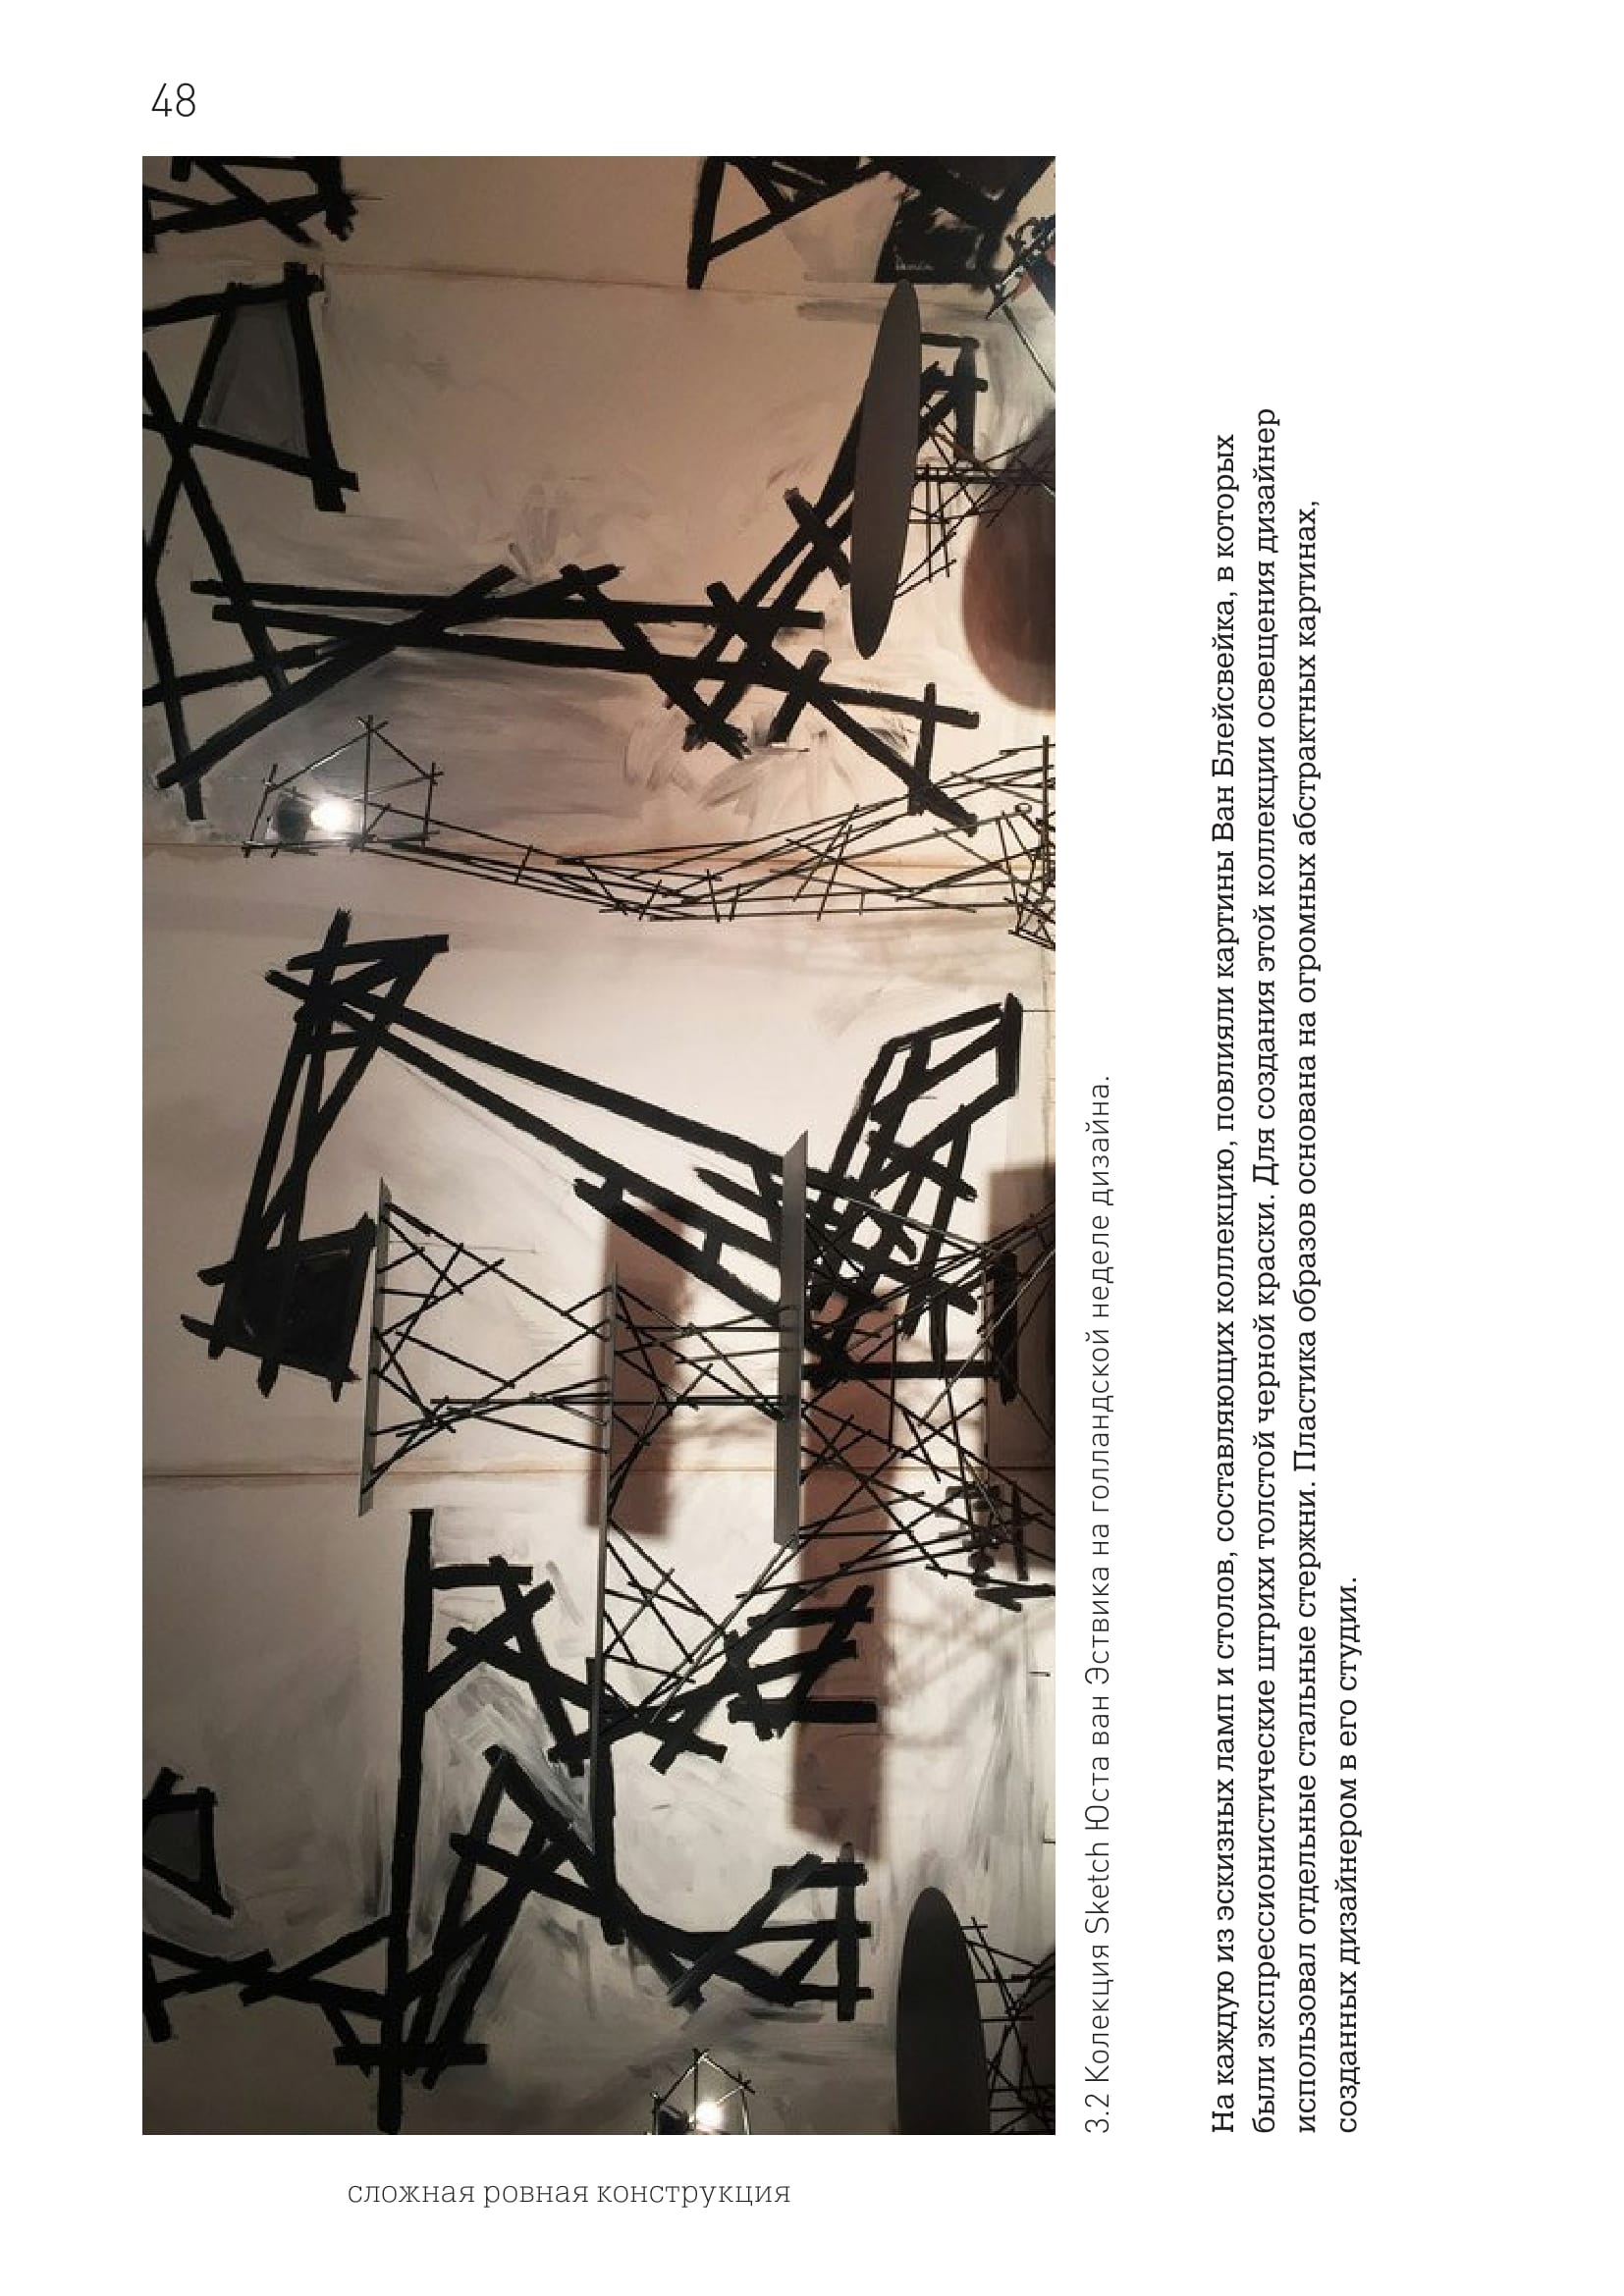 48
3.2 Колекция Sketch Юста ван Эствика на голландской неделе дизайна.
На каждую из эскизных ламп и столов, составляющих коллекцию, повлияли картины Ван Блейсвейка, в которых
были экспрессионистические штрихи толстой черной краски. Для создания этой коллекции освещения дизайнер
использовал отдельные стальные стержни. Пластика образов основана на огромных абстрактных картинах,
созданных дизайнером в его студии.
сложная ровная конструкция